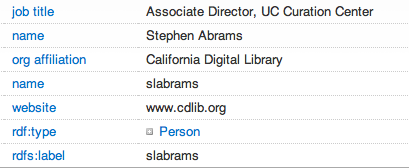 job title Associate Director, UC Curation Center
name Stephen Abrams
org affiliation California Digital Library
name slabrams
website www.cdlib.org
rdf:type Person
rdfs:label slabrams